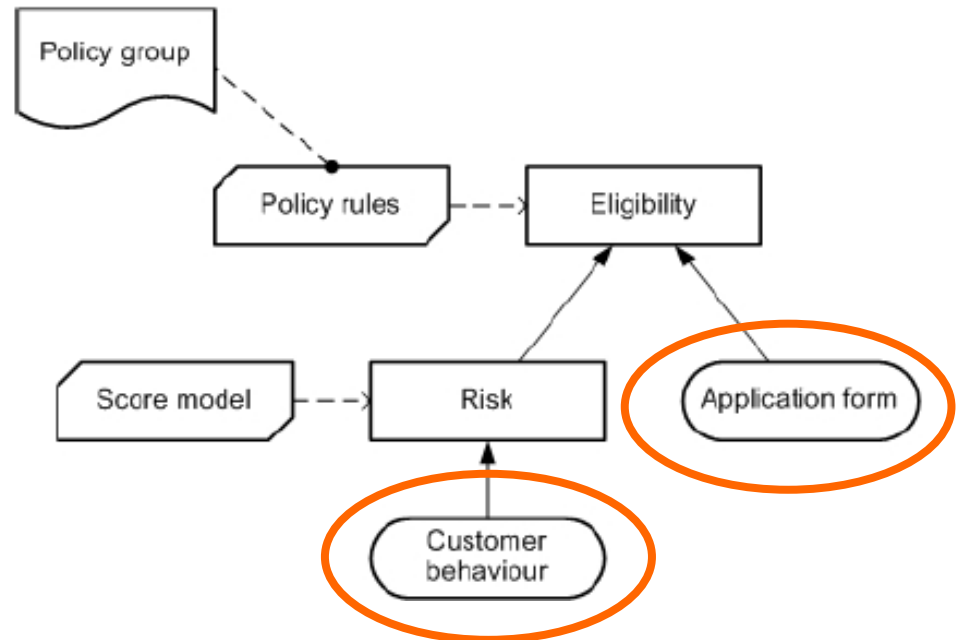 Policy group
Policy rules
Eligibility
Score model
Risk
Application form
Customer
behaviour